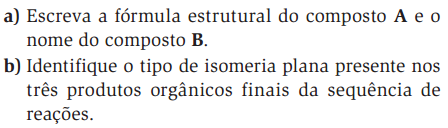 a) Escreva a fórmula estrutural do composto A e o
nome do composto B.
b) Identifique o tipo de isomeria plana presente nos
três produtos orgânicos finais da sequência de
reações.